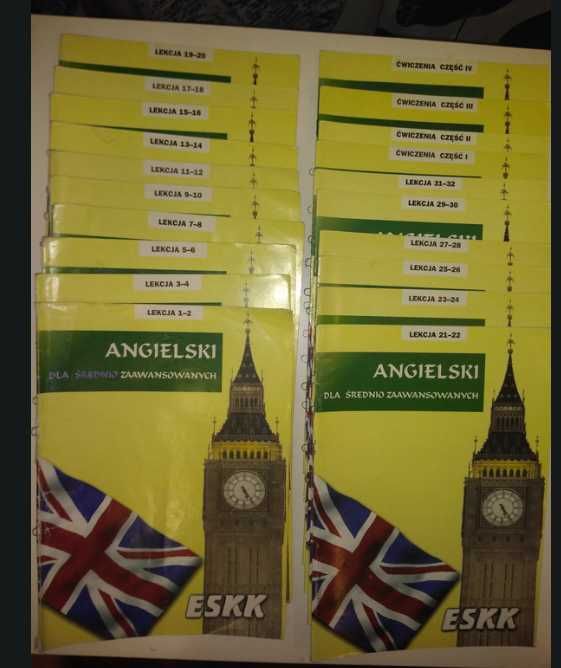 LEKCJA 19–20
LEKCJA 17–18
LEKCJA 15–16
LEKCJA 13–14
LEKCJA 11–12
LEKCJA 9–10
LEKCJA 7–8
LEKCJA 5–6
LEKCJA 3–4
LEKCJA 1–2
ANGIELSKI
DLA ŚREDNIO ZAAWANSOWANYCH
ESKK
ĆWICZENIA CZĘŚĆ IV
ĆWICZENIA CZĘŚĆ III
ĆWICZENIA CZĘŚĆ II
ĆWICZENIA CZĘŚĆ I
LEKCJA 31–32
LEKCJA 29–30
ANGIELSKI
LEKCJA 27–28
LEKCJA 25–26
LEKCJA 23–24
LEKCJA 21–22
ANGIELSKI
DLA ŚREDNIO ZAAWANSOWANYCH
ESKK